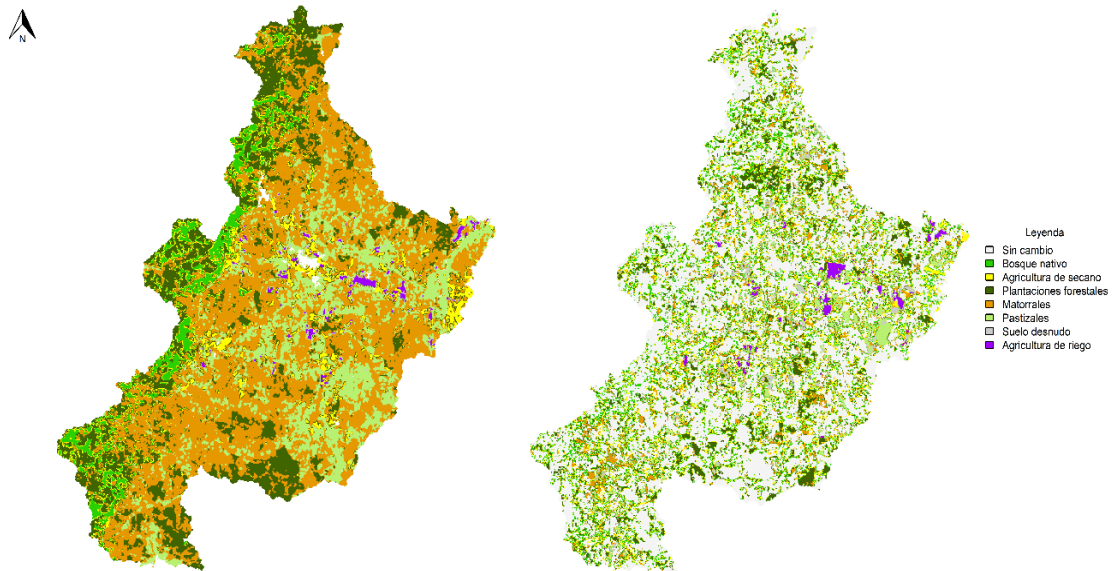 N
Leyenda
Sin cambio
Bosque nativo
Agricultura de secano
Plantaciones forestales
Matorrales
Pastizales
Suelo desnudo
Agricultura de riego